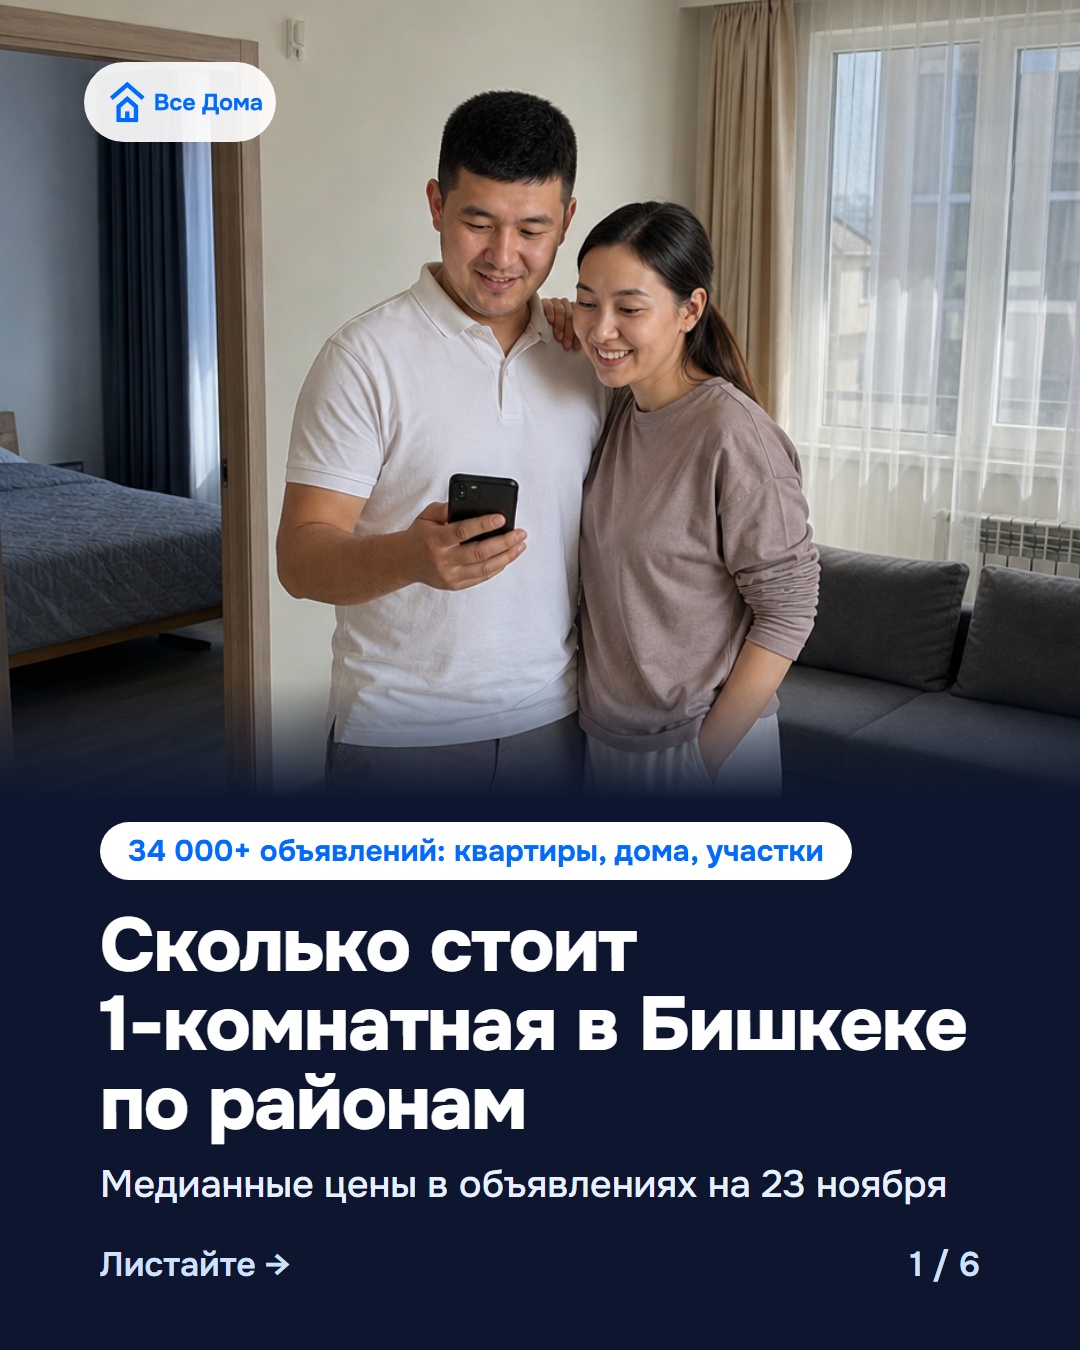 Все Дома
34 000+ объявлений: квартиры, дома, участки
Сколько стоит
1-комнатная в Бишкеке
по районам
Медианные цены в объявлениях на 23 ноября
Листайте →
1 / 6